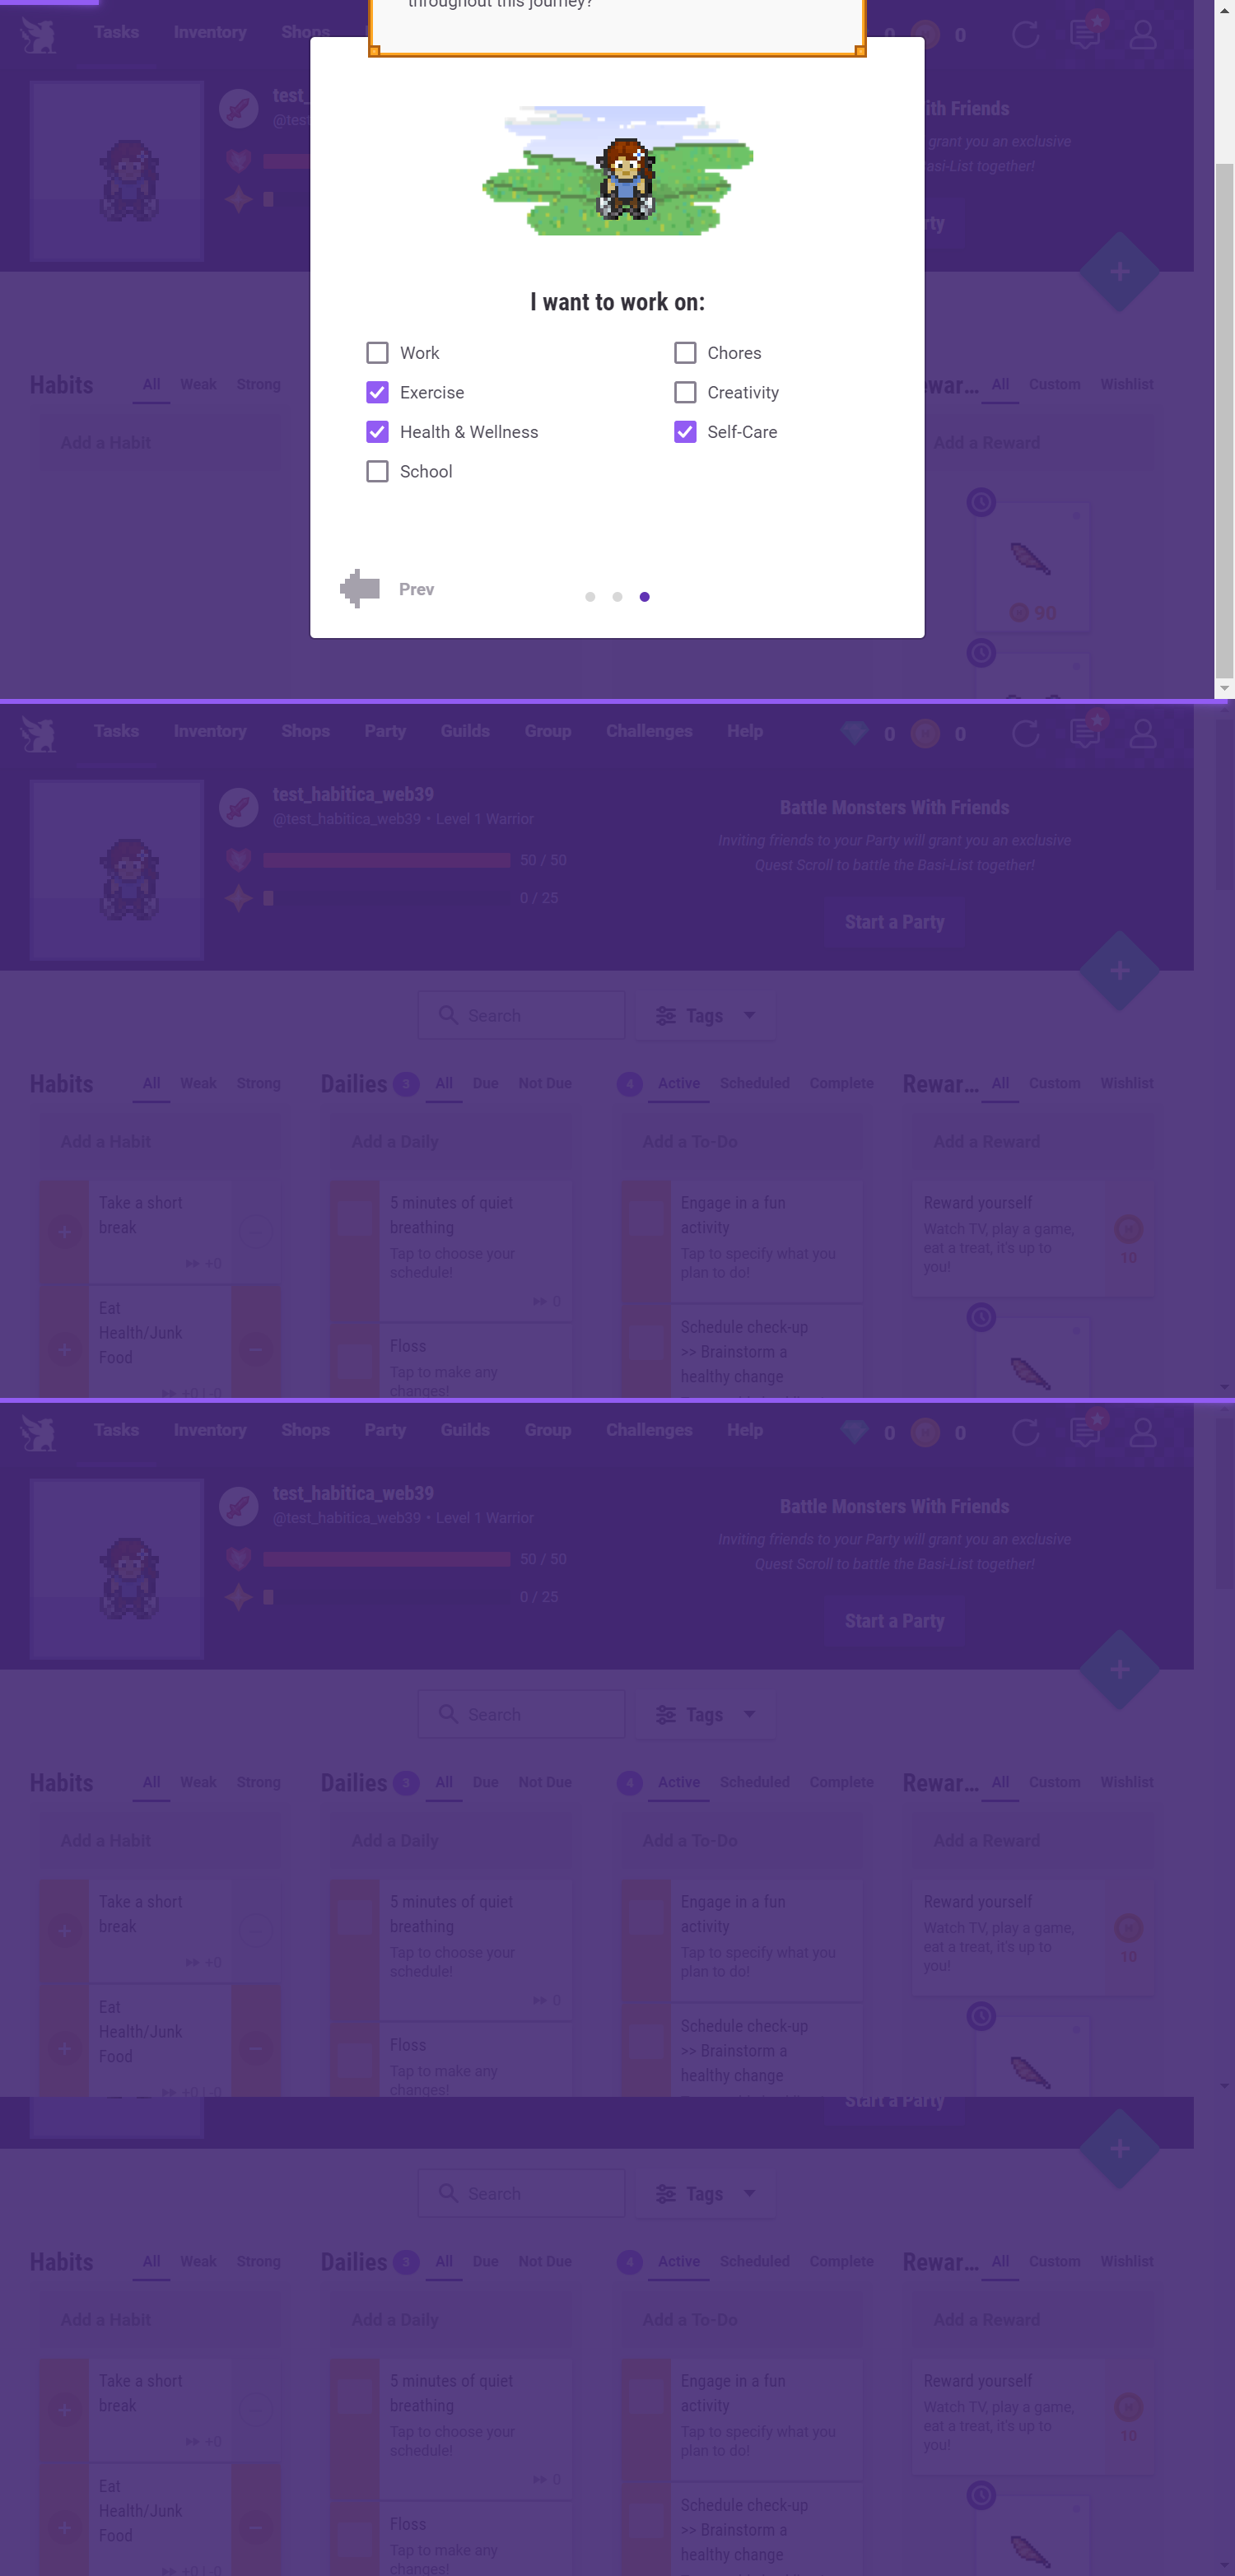 throughout this journey?
Tasks Inventory Shops 0 0
test_
@test
ith Friends
grant you an exclusive
asi-List together!
rty
I want to work on:
Work Chores
Exercise Creativity
Health & Wellness Self-Care
School
Prev
Habits All Weak Strong
ewar... All Custom Wishlist
Add a Habit
Add a Reward
90
Tasks Inventory Shops Party Guilds Group Challenges Help 0 0
test_habitica_web39
@test_habitica_web39 • Level 1 Warrior
50 / 50
0 / 25
Battle Monsters With Friends
Inviting friends to your Party will grant you an exclusive
Quest Scroll to battle the Basi-List together!
Start a Party
Search Tags
Habits All Weak Strong Dailies 3 All Due Not Due 4 Active Scheduled Complete Rewar... All Custom Wishlist
Add a Habit Add a Daily Add a To-Do Add a Reward
Take a short
break
+0
Eat
Health/Junk
Food
+0 | -0
5 minutes of quiet
breathing
Tap to choose your
schedule!
0
Floss
Tap to make any
changes!
Engage in a fun
activity
Tap to specify what you
plan to do!
Schedule check-up
>> Brainstorm a
healthy change
Reward yourself
Watch TV, play a game,
eat a treat, it's up to
you!
10
Tasks Inventory Shops Party Guilds Group Challenges Help 0 0
test_habitica_web39
@test_habitica_web39 • Level 1 Warrior
50 / 50
0 / 25
Battle Monsters With Friends
Inviting friends to your Party will grant you an exclusive
Quest Scroll to battle the Basi-List together!
Start a Party
Search Tags
Habits All Weak Strong Dailies 3 All Due Not Due 4 Active Scheduled Complete Rewar... All Custom Wishlist
Add a Habit Add a Daily Add a To-Do Add a Reward
Take a short
break
+0
Eat
Health/Junk
Food
+0 | -0
5 minutes of quiet
breathing
Tap to choose your
schedule!
0
Floss
Tap to make any
changes!
Engage in a fun
activity
Tap to specify what you
plan to do!
Schedule check-up
>> Brainstorm a
healthy change
Reward yourself
Watch TV, play a game,
eat a treat, it's up to
you!
10
Start a Party
Search Tags
Habits All Weak Strong Dailies 3 All Due Not Due 4 Active Scheduled Complete Rewar... All Custom Wishlist
Add a Habit Add a Daily Add a To-Do Add a Reward
Take a short
break
+0
Eat
Health/Junk
Food
+0 | -0
5 minutes of quiet
breathing
Tap to choose your
schedule!
0
Floss
Tap to make any
changes!
Engage in a fun
activity
Tap to specify what you
plan to do!
Schedule check-up
>> Brainstorm a
healthy change
Reward yourself
Watch TV, play a game,
eat a treat, it's up to
you!
10